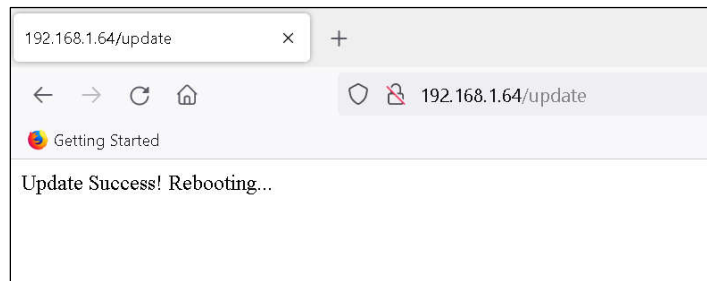 192.168.1.64/update
192.168.1.64/update
Getting Started
Update Success! Rebooting...